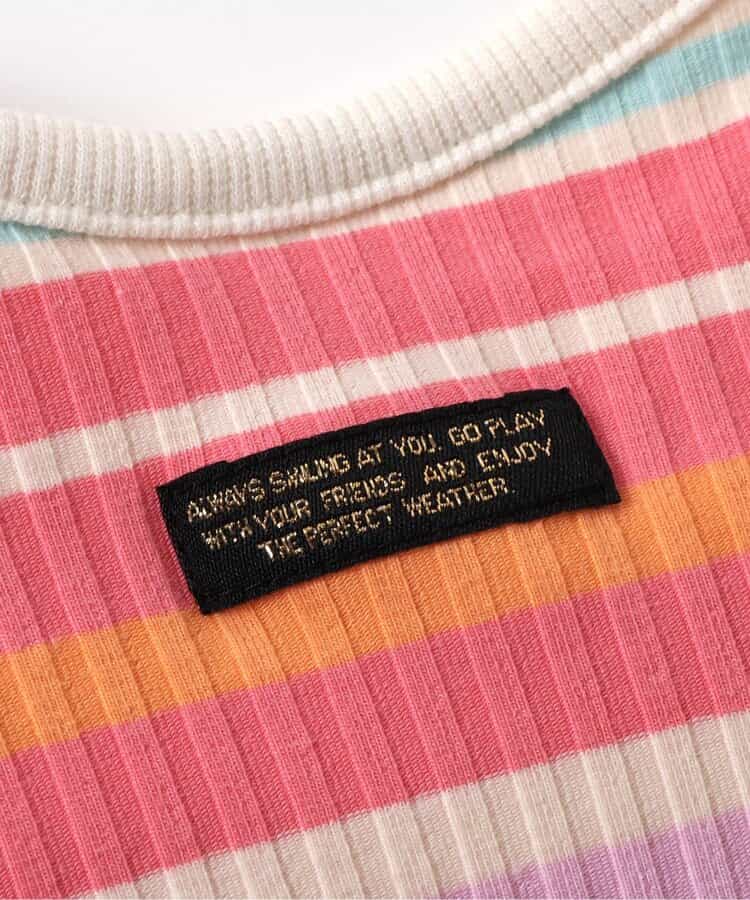 ALWAYS SMILING AT YOU. GO PLAY
WITH YOUR FRIENDS AND ENJOY
THE PERFECT WEATHER